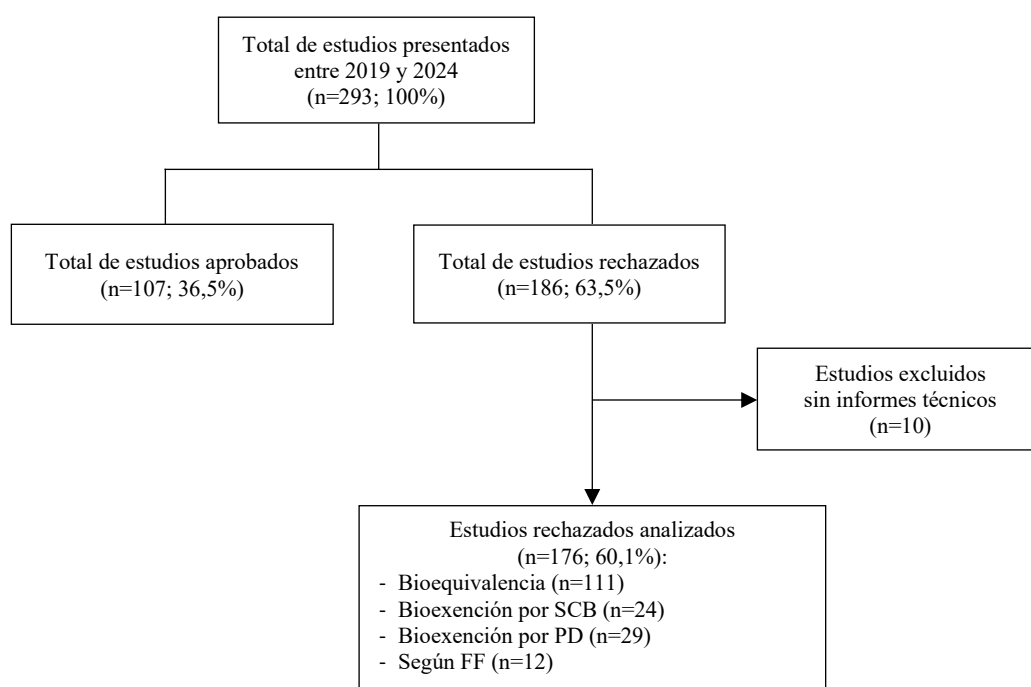 Total de estudios presentados
entre 2019 y 2024
(n=293; 100%)
Total de estudios aprobados
(n=107; 36,5%)
Total de estudios rechazados
(n=186; 63,5%)
Estudios excluidos
sin informes técnicos
(n=10)
Estudios rechazados analizados
(n=176; 60,1%):
- Bioequivalencia (n=111)
- Bioexención por SCB (n=24)
- Bioexención por PD (n=29)
- Según FF (n=12)